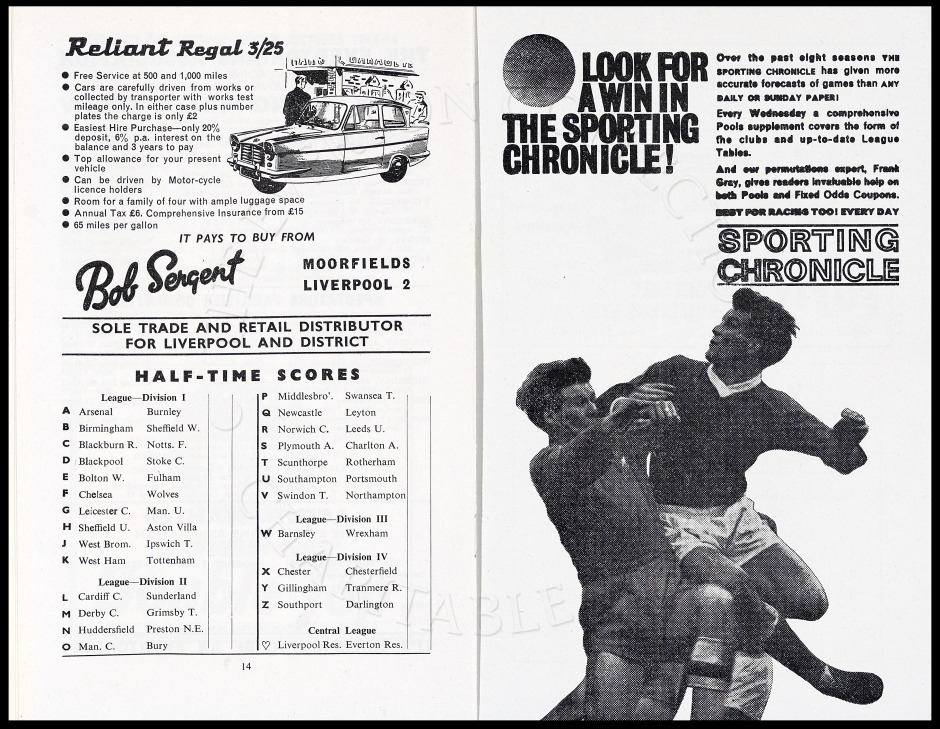 Reliant Regal 3/25
● Free Service at 500 and 1,000 miles
● Cars are carefully driven from works or
collected by transporter with works test
mileage only. In either case plus number
plates the charge is only £2
● Easiest Hire Purchase—only 20%
deposit, 6% p.a. interest on the
balance and 3 years to pay
● Top allowance for your present
vehicle
● Can be driven by Motor-cycle
licence holders
● Room for a family of four with ample luggage space
● Annual Tax £6. Comprehensive Insurance from £15
● 65 miles per gallon
IT PAYS TO BUY FROM
Bob Sergent
MOORFIELDS
LIVERPOOL 2
SOLE TRADE AND RETAIL DISTRIBUTOR
FOR LIVERPOOL AND DISTRICT
HALF-TIME SCORES
League—Division I
A Arsenal Burnley
B Birmingham Sheffield W.
C Blackburn R. Notts. F.
D Blackpool Stoke C.
E Bolton W. Fulham
F Chelsea Wolves
G Leicester C. Man. U.
H Sheffield U. Aston Villa
J West Brom. Ipswich T.
K West Ham Tottenham
League—Division II
L Cardiff C. Sunderland
M Derby C. Grimsby T.
N Huddersfield Preston N.E.
O Man. C. Bury
P Middlesbro'. Swansea T.
Q Newcastle Leyton
R Norwich C. Leeds U.
S Plymouth A. Charlton A.
T Scunthorpe Rotherham
U Southampton Portsmouth
V Swindon T. Northampton
League—Division III
W Barnsley Wrexham
League—Division IV
X Chester Chesterfield
Y Gillingham Tranmere R.
Z Southport Darlington
Central League
♡ Liverpool Res. Everton Res.
14
LOOK FOR
A WIN IN
THE SPORTING
CHRONICLE!
Over the past eight seasons THE
SPORTING CHRONICLE has given more
accurate forecasts of games than ANY
DAILY OR SUNDAY PAPER!
Every Wednesday a comprehensive
Pools supplement covers the form of
the clubs and up-to-date League
Tables.
And our permutations expert, Frank
Gray, gives readers invaluable help on
both Pools and Fixed Odds Coupons.
BEST FOR RACING TOO! EVERY DAY
SPORTING
CHRONICLE